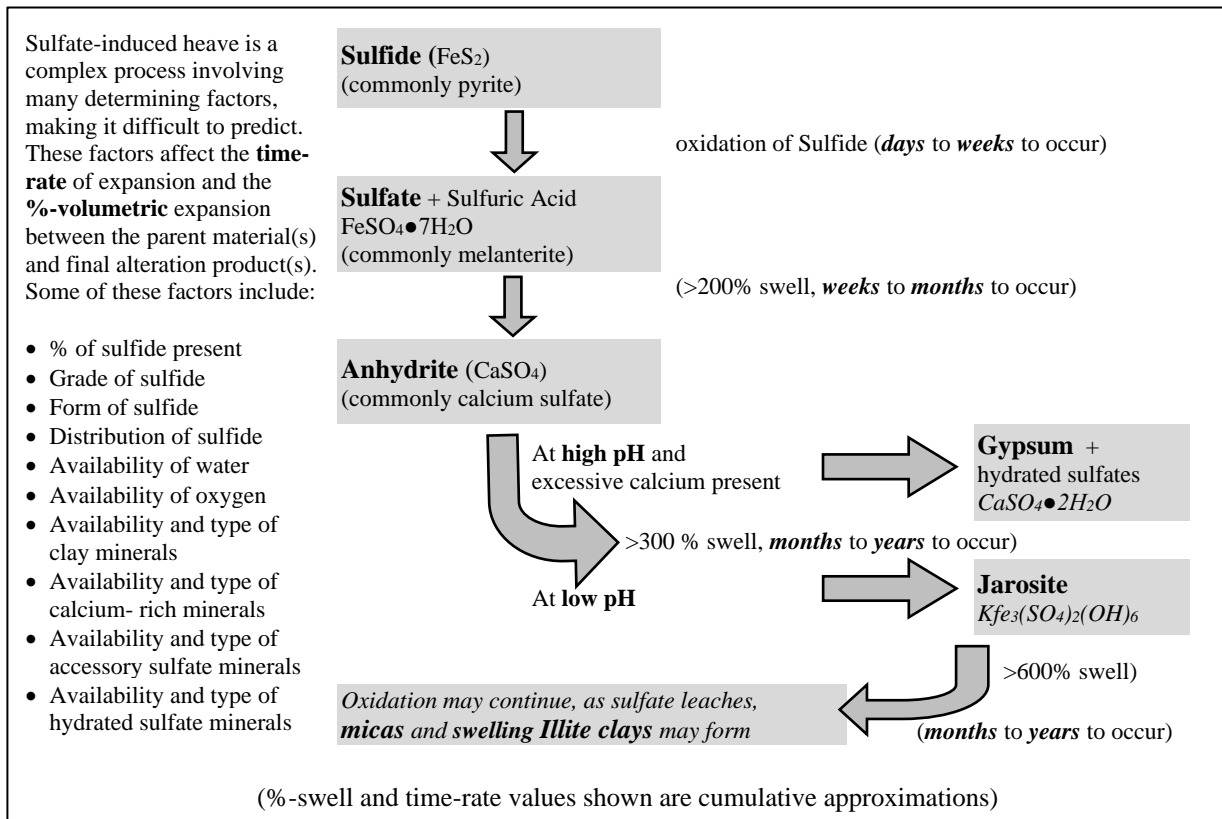 Sulfate-induced heave is a
complex process involving
many determining factors,
making it difficult to predict.
These factors affect the time-
rate of expansion and the
%-volumetric expansion
between the parent material(s)
and final alteration product(s).
Some of these factors include:
• % of sulfide present
• Grade of sulfide
• Form of sulfide
• Distribution of sulfide
• Availability of water
• Availability of oxygen
• Availability and type of
clay minerals
• Availability and type of
calcium- rich minerals
• Availability and type of
accessory sulfate minerals
• Availability and type of
hydrated sulfate minerals
Sulfide (FeS₂)
(commonly pyrite)
oxidation of Sulfide (days to weeks to occur)
Sulfate + Sulfuric Acid
FeSO₄●7H₂O
(commonly melanterite)
(>200% swell, weeks to months to occur)
Anhydrite (CaSO₄)
(commonly calcium sulfate)
At high pH and
excessive calcium present
Gypsum +
hydrated sulfates
CaSO₄●2H₂O
>300 % swell, months to years to occur)
At low pH
Jarosite
Kfe₃(SO₄)₂(OH)₆
>600% swell)
(months to years to occur)
Oxidation may continue, as sulfate leaches,
micas and swelling Illite clays may form
(%-swell and time-rate values shown are cumulative approximations)